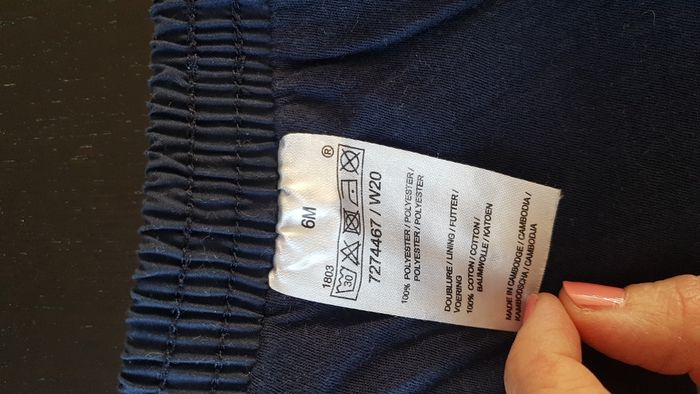 ®
6M
1803
30
7274467 / W20
100% POLYESTER / POLYESTER /
POLYESTER / POLYESTER
DOUBLURE / LINING / FUTTER /
VOERING
100% COTON / COTTON /
BAUMWOLLE / KATOEN
MADE IN CAMBODGE / CAMBODIA /
KAMBODSCHA / CAMBODJA